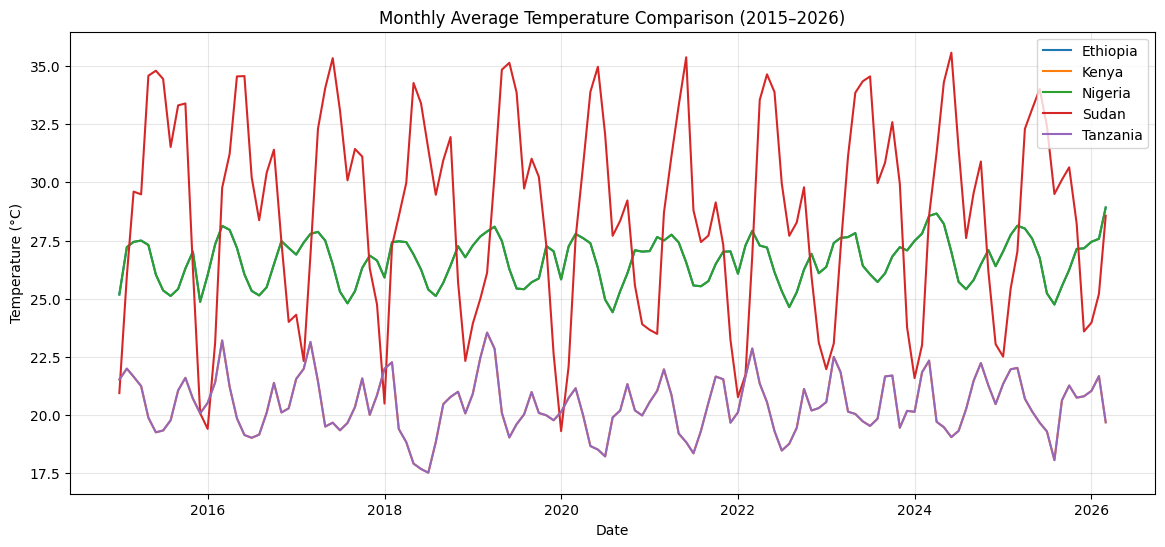 Monthly Average Temperature Comparison (2015–2026)
Temperature (°C)
35.0
32.5
30.0
27.5
25.0
22.5
20.0
17.5
Ethiopia
Kenya
Nigeria
Sudan
Tanzania
2016
2018
2020
2022
2024
2026
Date